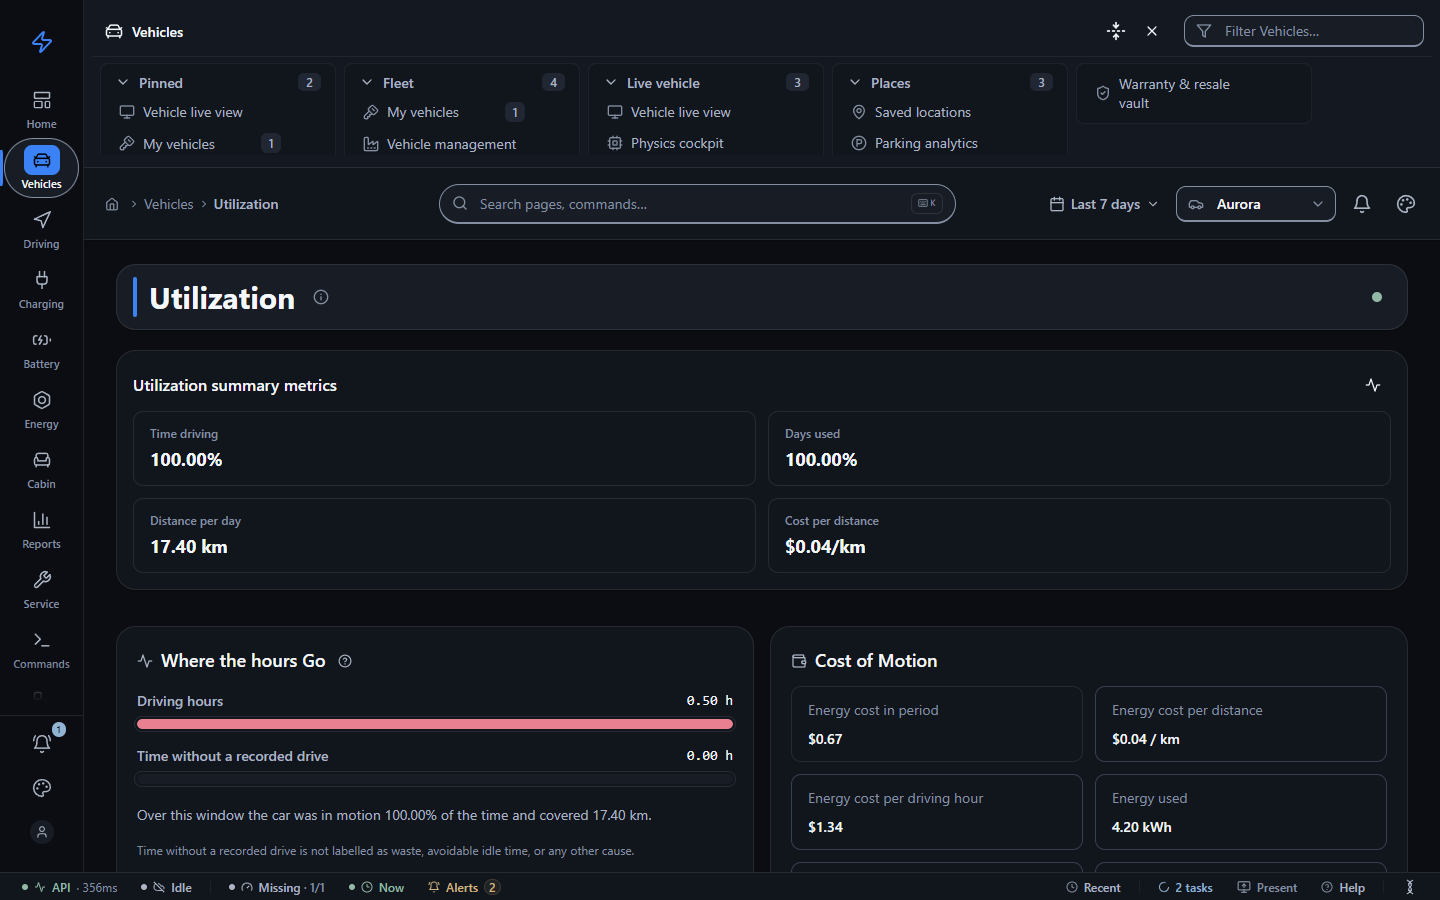 Vehicles
Filter Vehicles...
Home
Vehicles
Driving
Charging
Battery
Energy
Cabin
Reports
Service
Commands
1
Pinned 2
Vehicle live view
My vehicles 1
Fleet 4
My vehicles 1
Vehicle management
Live vehicle 3
Vehicle live view
Physics cockpit
Places 3
Saved locations
Parking analytics
Warranty & resale
vault
Vehicles
Utilization
Search pages, commands...
K
Last 7 days
Aurora
Utilization
Utilization summary metrics
Time driving
100.00%
Days used
100.00%
Distance per day
17.40 km
Cost per distance
$0.04/km
Where the hours Go
Driving hours 0.50 h
Time without a recorded drive 0.00 h
Over this window the car was in motion 100.00% of the time and covered 17.40 km.
Time without a recorded drive is not labelled as waste, avoidable idle time, or any other cause.
Cost of Motion
Energy cost in period
$0.67
Energy cost per distance
$0.04 / km
Energy cost per driving hour
$1.34
Energy used
4.20 kWh
API · 356ms
Idle
Missing · 1/1
Now
Alerts 2
Recent
2 tasks
Present
Help